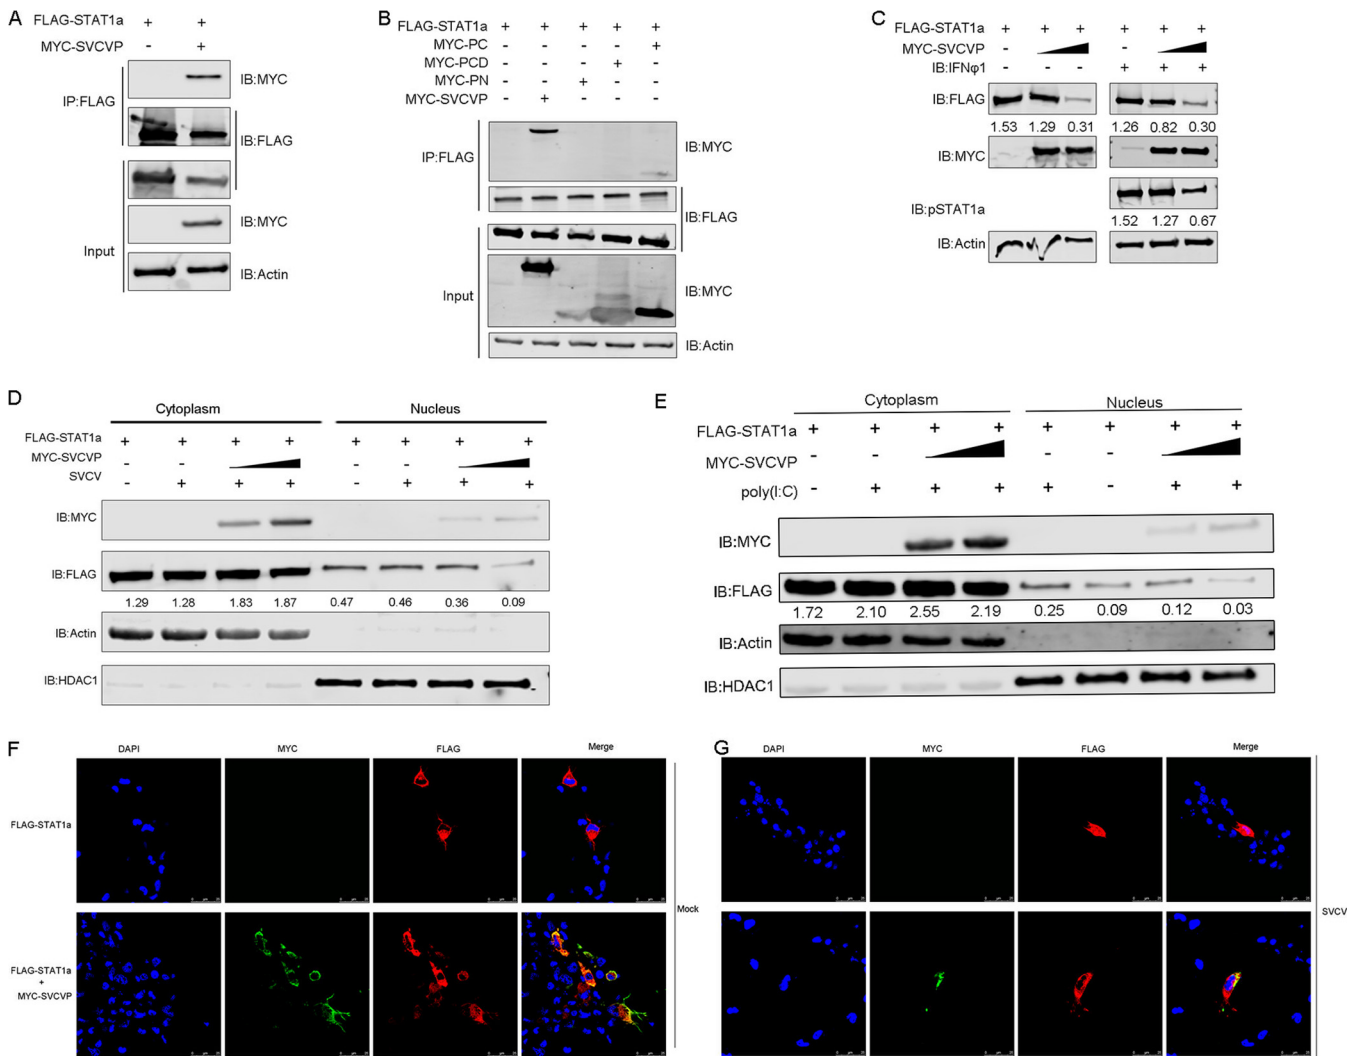 A
FLAG-STAT1a + +
MYC-SVCVP - +
IP:FLAG
IB:MYC
IB:FLAG
Input
IB:MYC
IB:Actin
B
FLAG-STAT1a + + + + +
MYC-PC - - - - +
MYC-PCD - - - + -
MYC-PN - - + - -
MYC-SVCVP - + - - -
IP:FLAG
IB:MYC
IB:FLAG
Input
IB:MYC
IB:Actin
C
FLAG-STAT1a + + + + + +
MYC-SVCVP - -
IB:IFNφ1 - - - + + +
IB:FLAG
1.53 1.29 0.31 1.26 0.82 0.30
IB:MYC
IB:pSTAT1a
1.52 1.27 0.67
IB:Actin
D
Cytoplasm Nucleus
FLAG-STAT1a + + + + + + + +
MYC-SVCVP - - - -
SVCV - + + + - + + +
IB:MYC
IB:FLAG
1.29 1.28 1.83 1.87 0.47 0.46 0.36 0.09
IB:Actin
IB:HDAC1
E
Cytoplasm Nucleus
FLAG-STAT1a + + + + + + + +
MYC-SVCVP - - - -
poly(I:C) - + + + + - + +
IB:MYC
IB:FLAG
1.72 2.10 2.55 2.19 0.25 0.09 0.12 0.03
IB:Actin
IB:HDAC1
F
DAPI MYC FLAG Merge
FLAG-STAT1a
FLAG-STAT1a
+
MYC-SVCVP
Mock
G
DAPI MYC FLAG Merge
SVCV